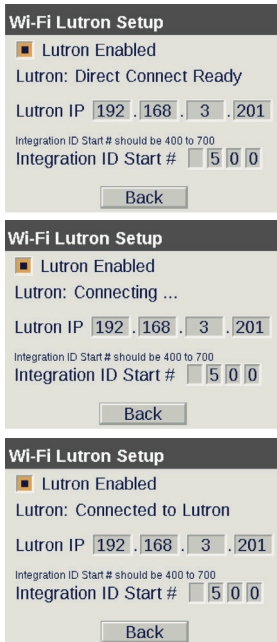 Wi-Fi Lutron Setup
Lutron Enabled
Lutron: Direct Connect Ready
Lutron IP 192 . 168 . 3 . 201
Integration ID Start # should be 400 to 700
Integration ID Start # 5 0 0
Back
Wi-Fi Lutron Setup
Lutron Enabled
Lutron: Connecting ...
Lutron IP 192 . 168 . 3 . 201
Integration ID Start # should be 400 to 700
Integration ID Start # 5 0 0
Back
Wi-Fi Lutron Setup
Lutron Enabled
Lutron: Connected to Lutron
Lutron IP 192 . 168 . 3 . 201
Integration ID Start # should be 400 to 700
Integration ID Start # 5 0 0
Back